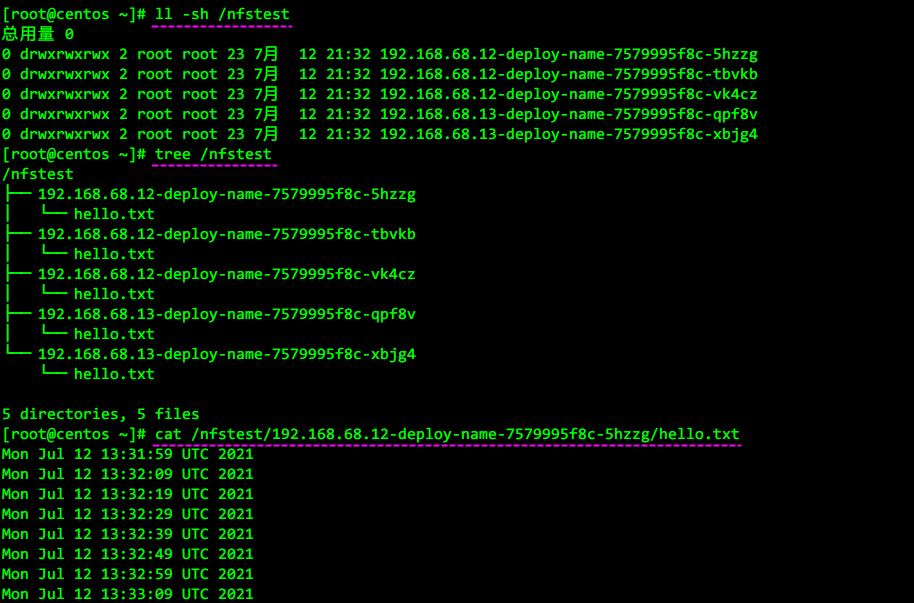 [root@centos ~]# ll -sh /nfstest
总用量 0
0 drwxrwxrwx 2 root root 23 7月  12 21:32 192.168.68.12-deploy-name-7579995f8c-5hzzg
0 drwxrwxrwx 2 root root 23 7月  12 21:32 192.168.68.12-deploy-name-7579995f8c-tbvkb
0 drwxrwxrwx 2 root root 23 7月  12 21:32 192.168.68.12-deploy-name-7579995f8c-vk4cz
0 drwxrwxrwx 2 root root 23 7月  12 21:32 192.168.68.13-deploy-name-7579995f8c-qpf8v
0 drwxrwxrwx 2 root root 23 7月  12 21:32 192.168.68.13-deploy-name-7579995f8c-xbjg4
[root@centos ~]# tree /nfstest
/nfstest
├── 192.168.68.12-deploy-name-7579995f8c-5hzzg
│   └── hello.txt
├── 192.168.68.12-deploy-name-7579995f8c-tbvkb
│   └── hello.txt
├── 192.168.68.12-deploy-name-7579995f8c-vk4cz
│   └── hello.txt
├── 192.168.68.13-deploy-name-7579995f8c-qpf8v
│   └── hello.txt
└── 192.168.68.13-deploy-name-7579995f8c-xbjg4
    └── hello.txt
5 directories, 5 files
[root@centos ~]# cat /nfstest/192.168.68.12-deploy-name-7579995f8c-5hzzg/hello.txt
Mon Jul 12 13:31:59 UTC 2021
Mon Jul 12 13:32:09 UTC 2021
Mon Jul 12 13:32:19 UTC 2021
Mon Jul 12 13:32:29 UTC 2021
Mon Jul 12 13:32:39 UTC 2021
Mon Jul 12 13:32:49 UTC 2021
Mon Jul 12 13:32:59 UTC 2021
Mon Jul 12 13:33:09 UTC 2021